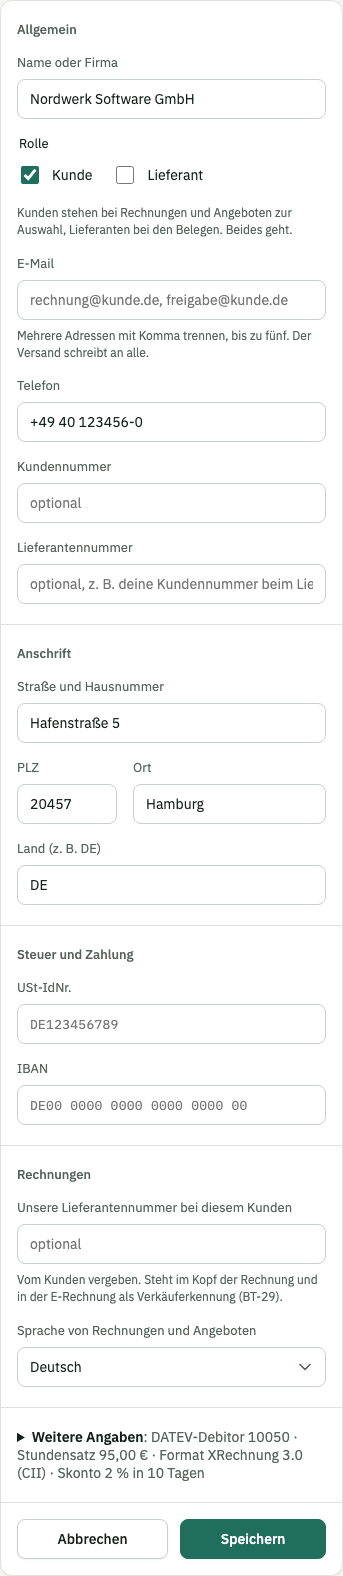 Allgemein
Name oder Firma
Nordwerk Software GmbH
Rolle
Kunde
Lieferant
Kunden stehen bei Rechnungen und Angeboten zur
Auswahl, Lieferanten bei den Belegen. Beides geht.
E-Mail
rechnung@kunde.de, freigabe@kunde.de
Mehrere Adressen mit Komma trennen, bis zu fünf. Der
Versand schreibt an alle.
Telefon
+49 40 123456-0
Kundennummer
optional
Lieferantennummer
optional, z. B. deine Kundennummer beim Lie
Anschrift
Straße und Hausnummer
Hafenstraße 5
PLZ
Ort
20457
Hamburg
Land (z. B. DE)
DE
Steuer und Zahlung
USt-IdNr.
DE123456789
IBAN
DE00 0000 0000 0000 0000 00
Rechnungen
Unsere Lieferantennummer bei diesem Kunden
optional
Vom Kunden vergeben. Steht im Kopf der Rechnung und
in der E-Rechnung als Verkäuferkennung (BT-29).
Sprache von Rechnungen und Angeboten
Deutsch
Weitere Angaben: DATEV-Debitor 10050 ·
Stundensatz 95,00 € · Format XRechnung 3.0
(CII) · Skonto 2 % in 10 Tagen
Abbrechen
Speichern